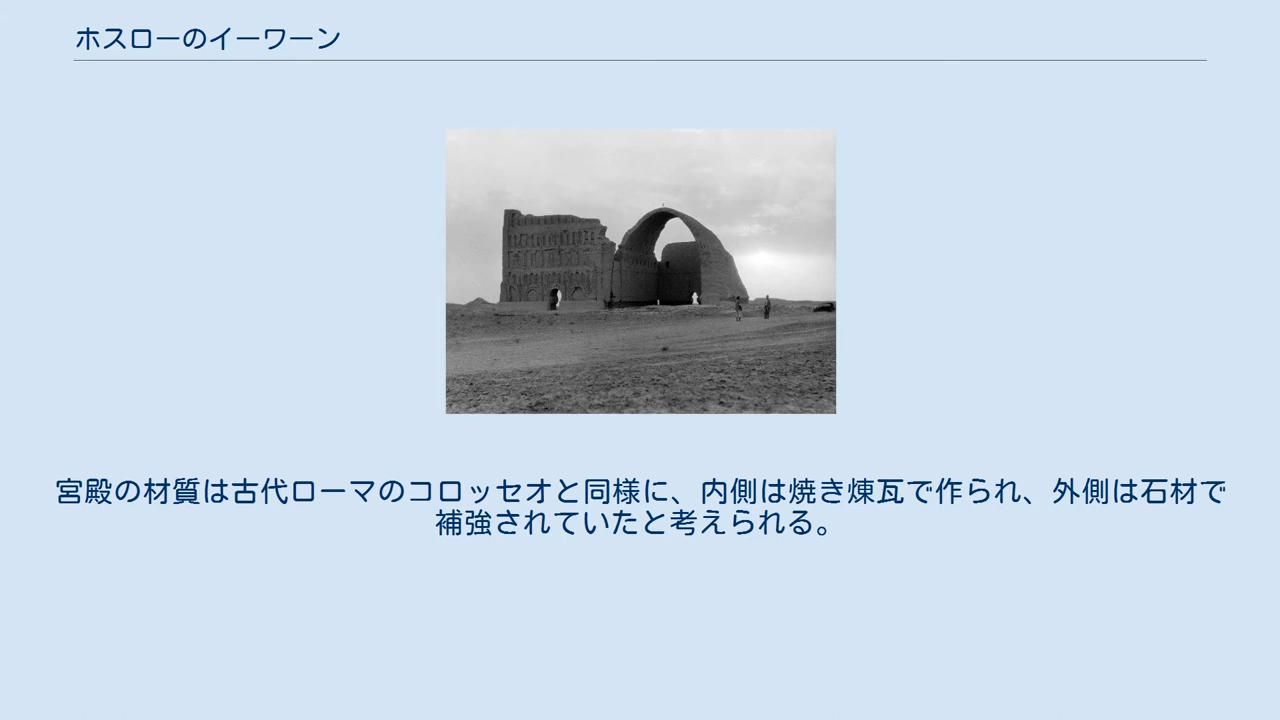 ホスローのイーワーン
宮殿の材質は古代ローマのコロッセオと同様に、内側は焼き煉瓦で作られ、外側は石材で
補強されていたと考えられる。